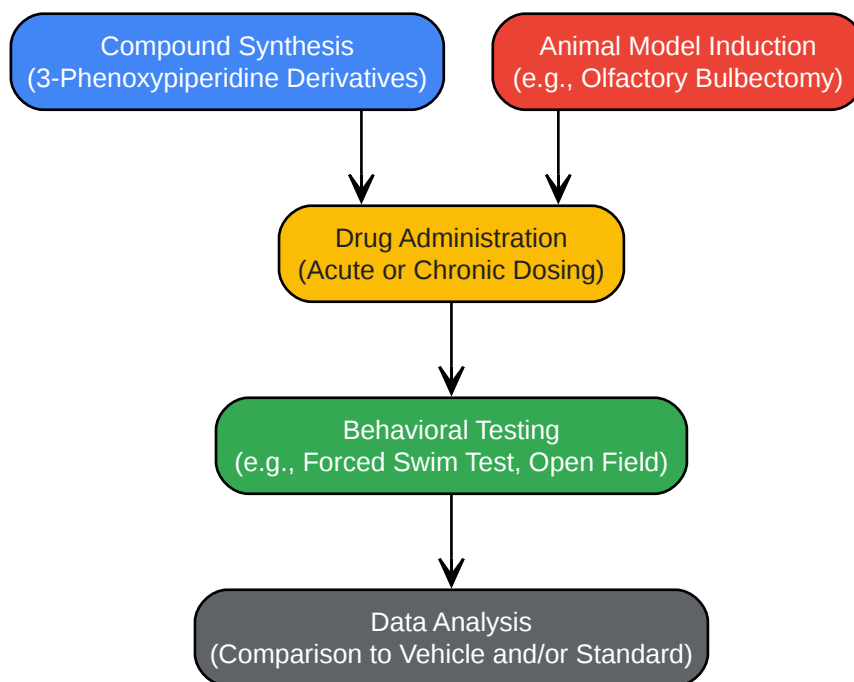 Compound Synthesis
(3-Phenoxypiperidine Derivatives)
Animal Model Induction
(e.g., Olfactory Bulbectomy)
Drug Administration
(Acute or Chronic Dosing)
Behavioral Testing
(e.g., Forced Swim Test, Open Field)
Data Analysis
(Comparison to Vehicle and/or Standard)